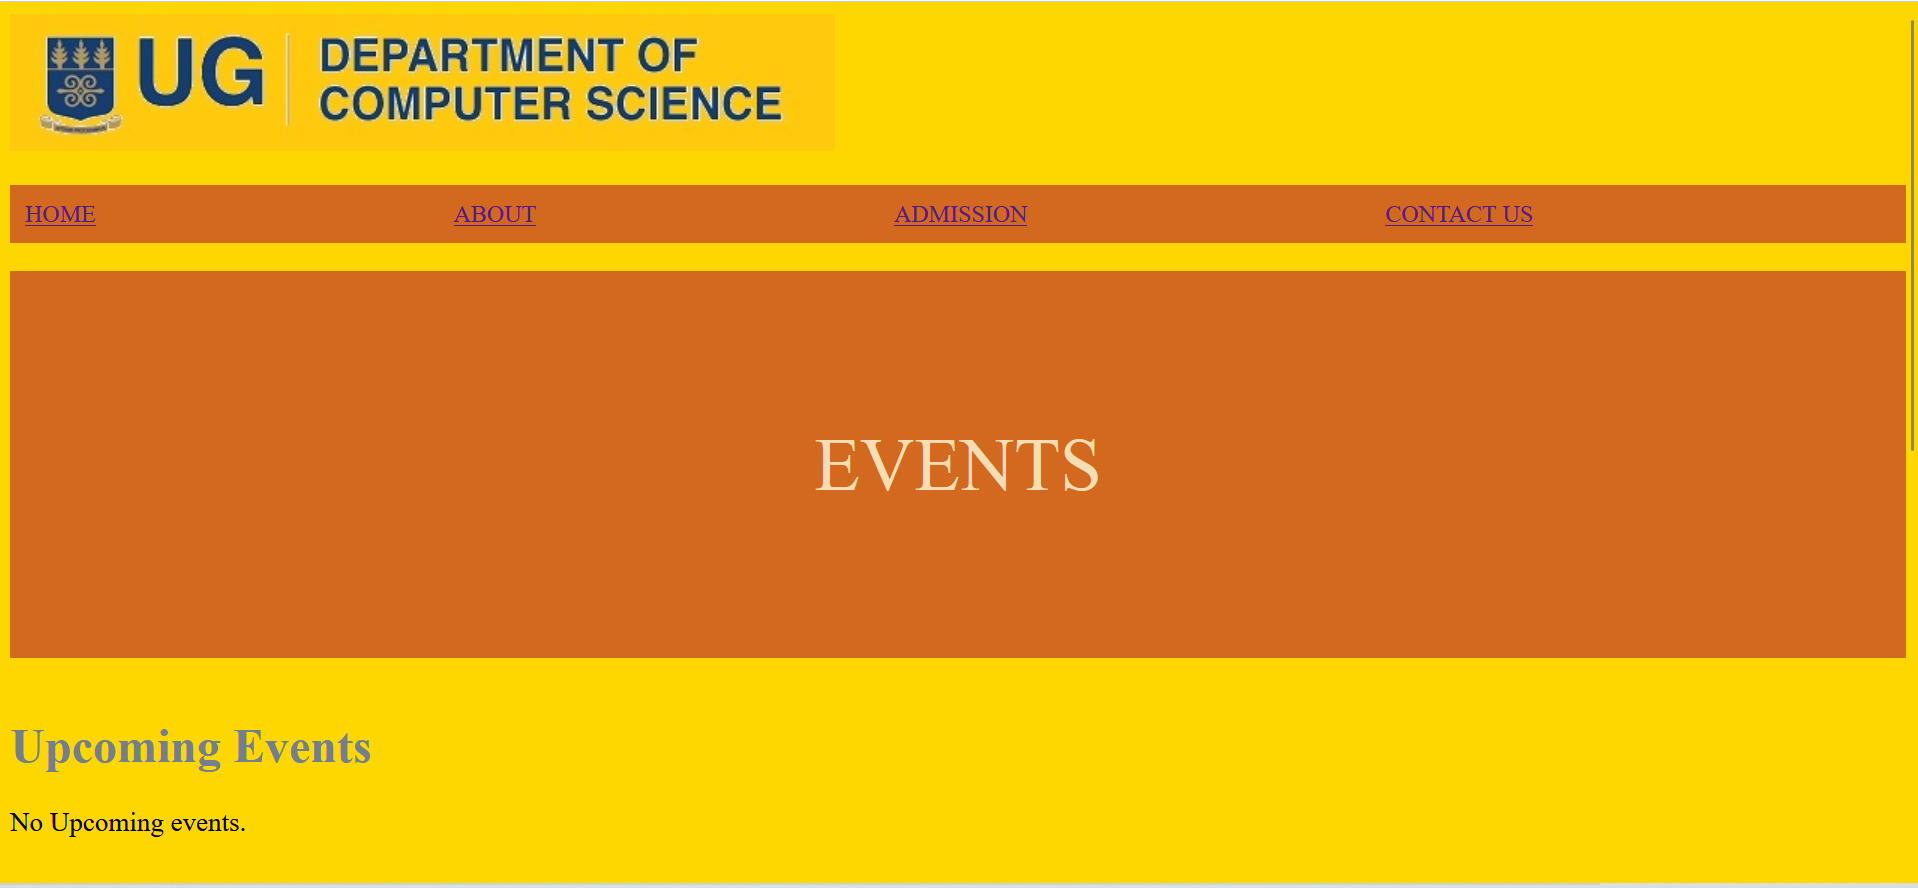 UG
DEPARTMENT OF
COMPUTER SCIENCE
HOME ABOUT ADMISSION CONTACT US
EVENTS
Upcoming Events
No Upcoming events.